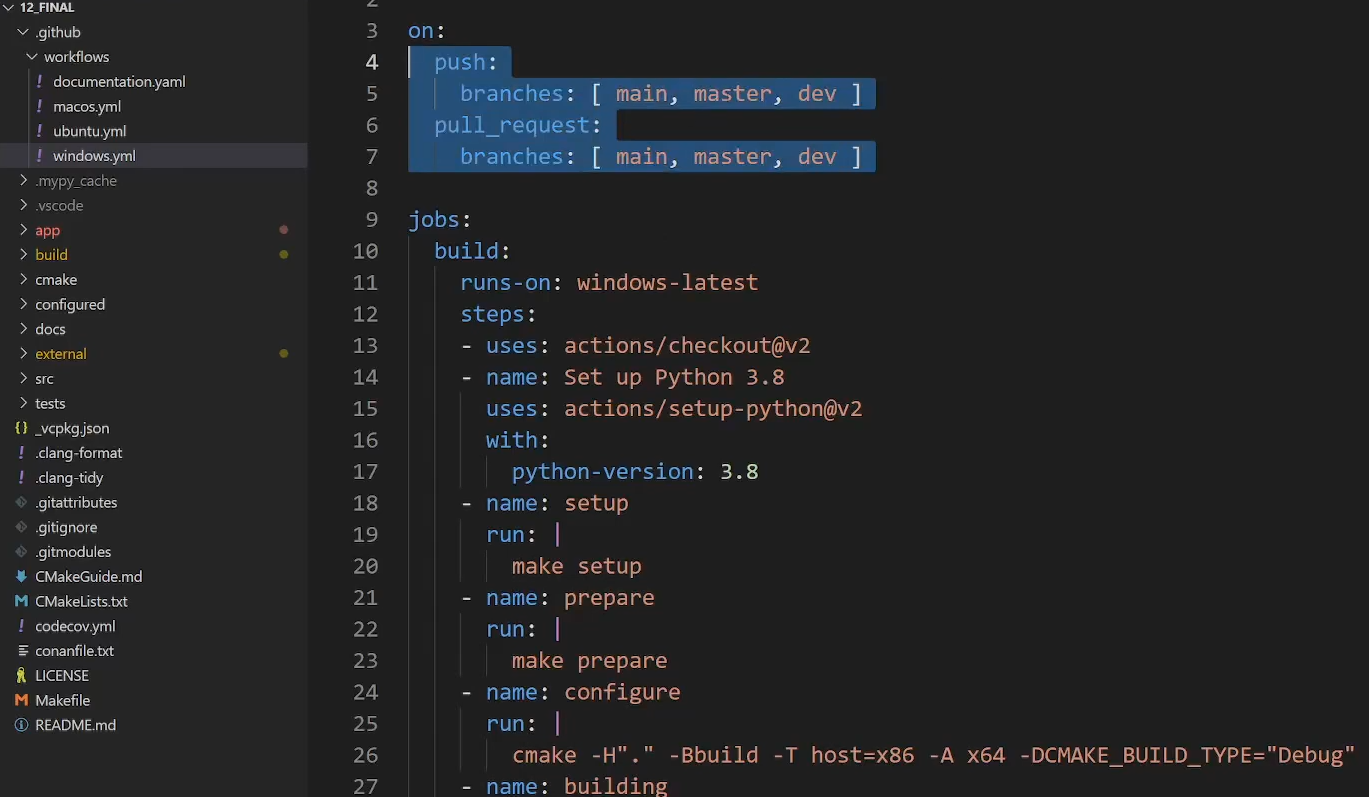 12_FINAL
.github
workflows
documentation.yaml
macos.yml
ubuntu.yml
windows.yml
.mypy_cache
.vscode
app
build
cmake
configured
docs
external
src
tests
_vcpkg.json
.clang-format
.clang-tidy
.gitattributes
.gitignore
.gitmodules
CMakeGuide.md
CMakeLists.txt
codecov.yml
conanfile.txt
LICENSE
Makefile
README.md
2
3 on:
4 push:
5 branches: [ main, master, dev ]
6 pull_request:
7 branches: [ main, master, dev ]
8
9 jobs:
10 build:
11 runs-on: windows-latest
12 steps:
13 - uses: actions/checkout@v2
14 - name: Set up Python 3.8
15 uses: actions/setup-python@v2
16 with:
17 python-version: 3.8
18 - name: setup
19 run: |
20 make setup
21 - name: prepare
22 run: |
23 make prepare
24 - name: configure
25 run: |
26 cmake -H"." -Bbuild -T host=x86 -A x64 -DCMAKE_BUILD_TYPE="Debug"
27 - name: building